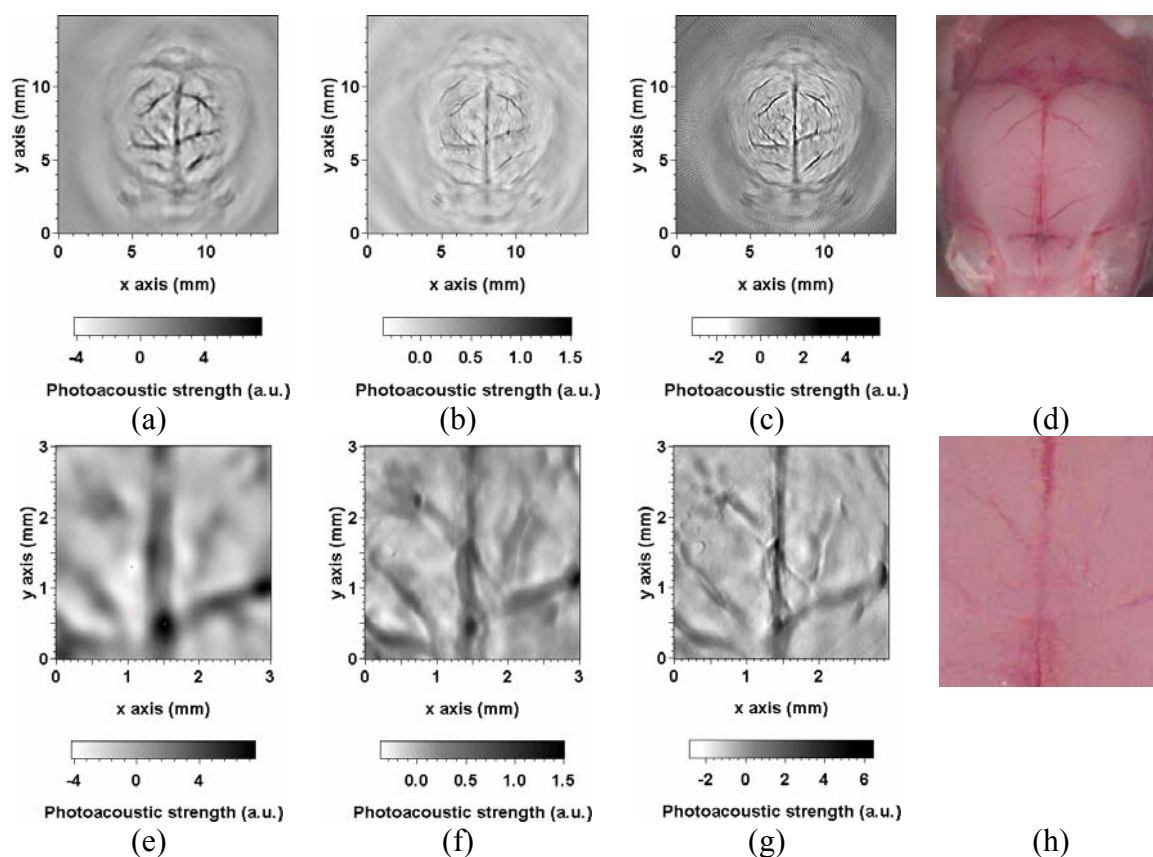 10
y axis (mm)
5
0
0 5 10
x axis (mm)
-4 0 4
Photoacoustic strength (a.u.)
(a)
10
y axis (mm)
5
0
0 5 10
x axis (mm)
0.0 0.5 1.0 1.5
Photoacoustic strength (a.u.)
(b)
10
y axis (mm)
5
0
0 5 10
x axis (mm)
-2 0 2 4
Photoacoustic strength (a.u.)
(c)
(d)
3
2
y axis (mm)
1
0
0 1 2 3
x axis (mm)
-4 0 4
Photoacoustic strength (a.u.)
(e)
3
2
y axis (mm)
1
0
0 1 2 3
x axis (mm)
0.0 0.5 1.0 1.5
Photoacoustic strength (a.u.)
(f)
3
2
y axis (mm)
1
0
0 1 2
x axis (mm)
-2 0 2 4 6
Photoacoustic strength (a.u.)
(g)
(h)